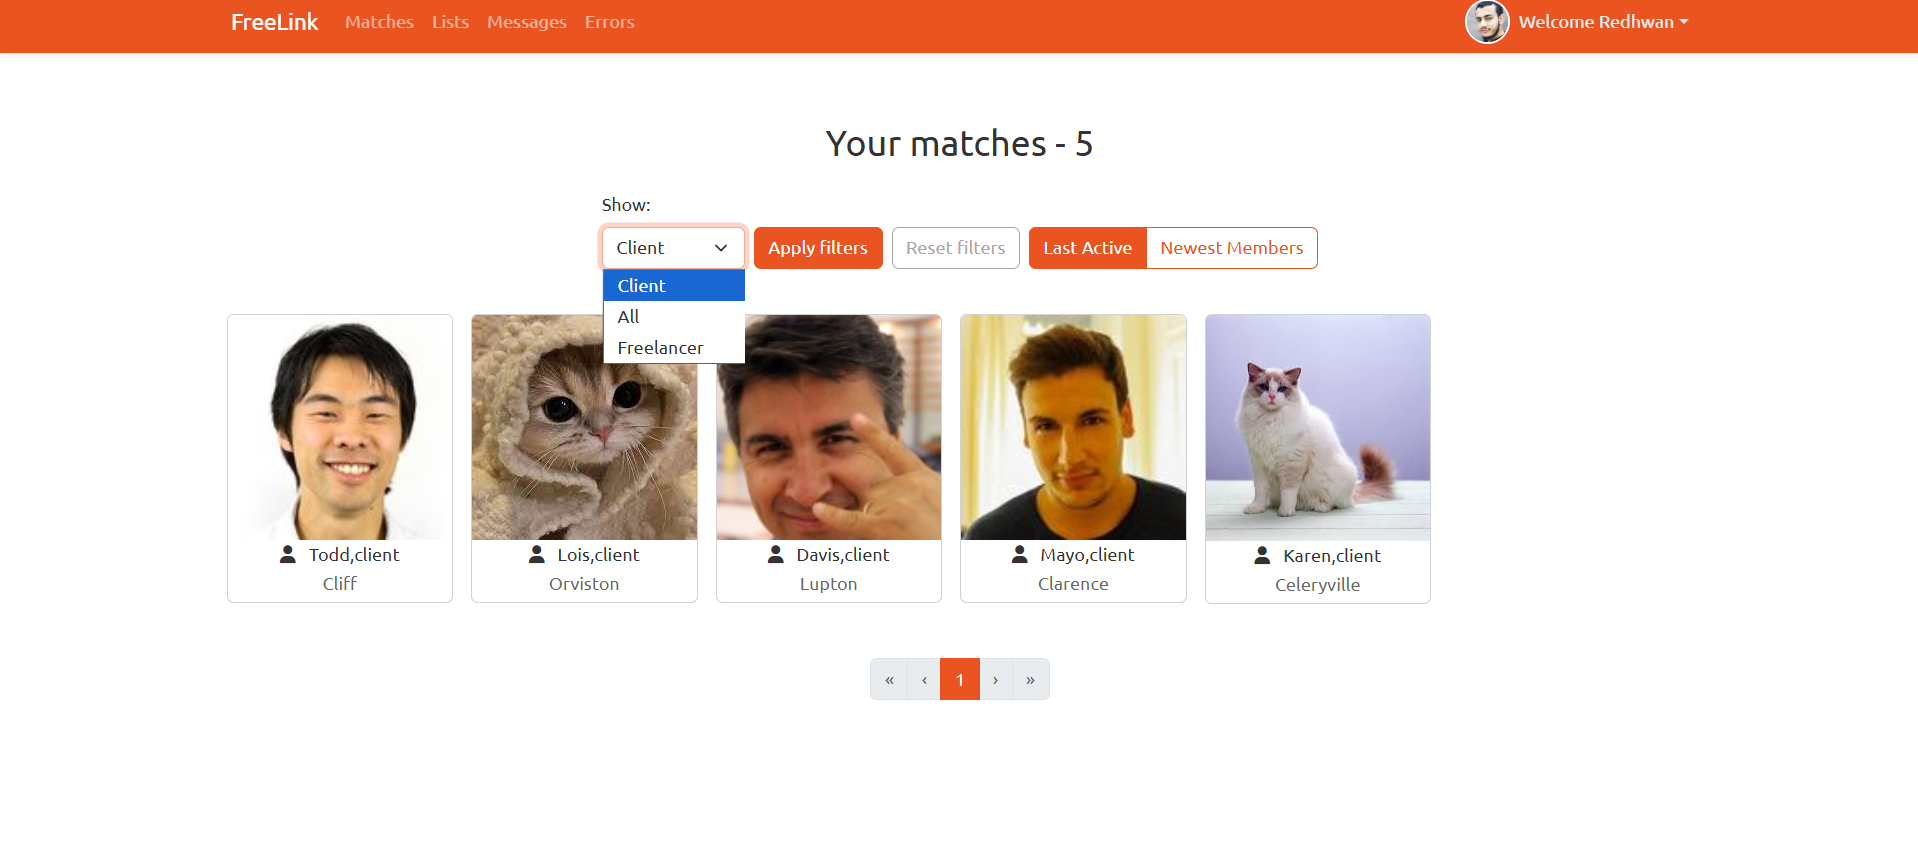 FreeLink Matches Lists Messages Errors Welcome Redhwan
Your matches - 5
Show:
Client Apply filters Reset filters Last Active Newest Members
Client
All
Freelancer
Todd,client
Cliff
Lois,client
Orviston
Davis,client
Lupton
Mayo,client
Clarence
Karen,client
Celeryville
« ‹ 1 › »